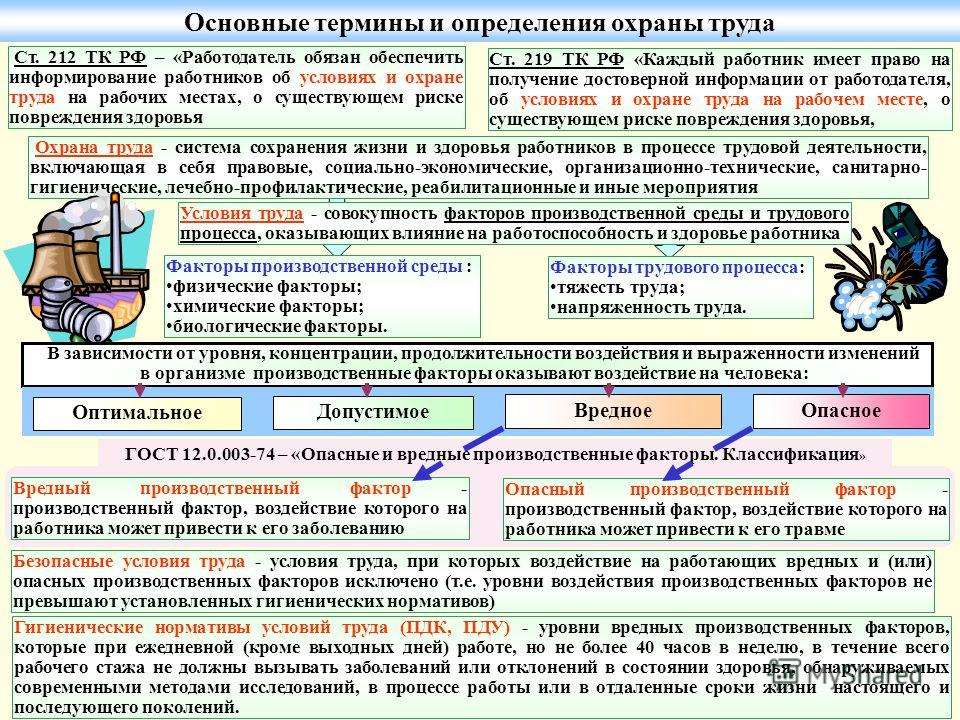 Основные термины и определения охраны труда
Ст. 212 ТК РФ – «Работодатель обязан обеспечить
информирование работников об условиях и охране
труда на рабочих местах, о существующем риске
повреждения здоровья
Ст. 219 ТК РФ «Каждый работник имеет право на
получение достоверной информации от работодателя,
об условиях и охране труда на рабочем месте, о
существующем риске повреждения здоровья,
Охрана труда - система сохранения жизни и здоровья работников в процессе трудовой деятельности,
включающая в себя правовые, социально-экономические, организационно-технические, санитарно-
гигиенические, лечебно-профилактические, реабилитационные и иные мероприятия
Условия труда - совокупность факторов производственной среды и трудового
процесса, оказывающих влияние на работоспособность и здоровье работника
Факторы производственной среды :
•физические факторы;
•химические факторы;
•биологические факторы.
Факторы трудового процесса:
•тяжесть труда;
•напряженность труда.
В зависимости от уровня, концентрации, продолжительности воздействия и выраженности изменений
в организме производственные факторы оказывают воздействие на человека:
Оптимальное
Допустимое
Вредное
Опасное
ГОСТ 12.0.003-74 – «Опасные и вредные производственные факторы. Классификация»
Вредный производственный фактор -
производственный фактор, воздействие которого на
работника может привести к его заболеванию
Опасный производственный фактор -
производственный фактор, воздействие которого на
работника может привести к его травме
Безопасные условия труда - условия труда, при которых воздействие на работающих вредных и (или)
опасных производственных факторов исключено (т.е. уровни воздействия производственных факторов не
превышают установленных гигиенических нормативов)
Гигиенические нормативы условий труда (ПДК, ПДУ) - уровни вредных производственных факторов,
которые при ежедневной (кроме выходных дней) работе, но не более 40 часов в неделю, в течение всего
рабочего стажа не должны вызывать заболеваний или отклонений в состоянии здоровья, обнаруживаемых
современными методами исследований, в процессе работы или в отдаленные сроки жизни настоящего и
последующего поколений.
MyShared